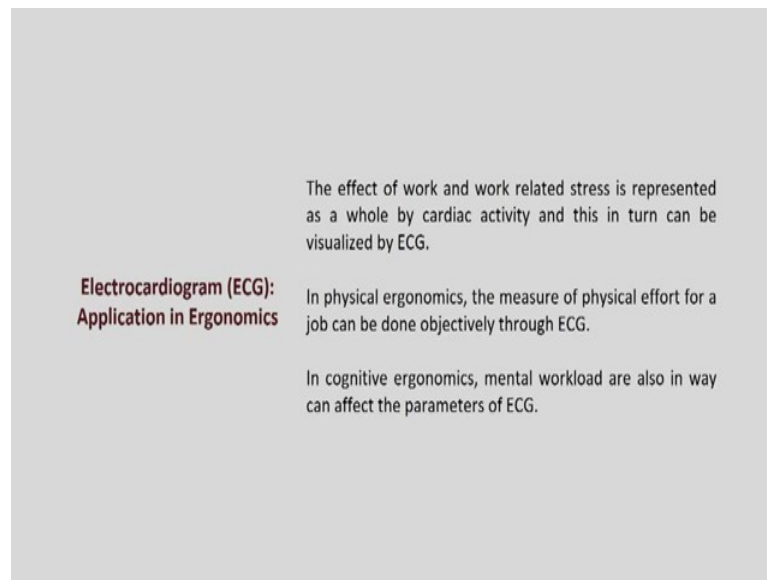 Electrocardiogram (ECG):
Application in Ergonomics
The effect of work and work related stress is represented
as a whole by cardiac activity and this in turn can be
visualized by ECG.
In physical ergonomics, the measure of physical effort for a
job can be done objectively through ECG.
In cognitive ergonomics, mental workload are also in way
can affect the parameters of ECG.